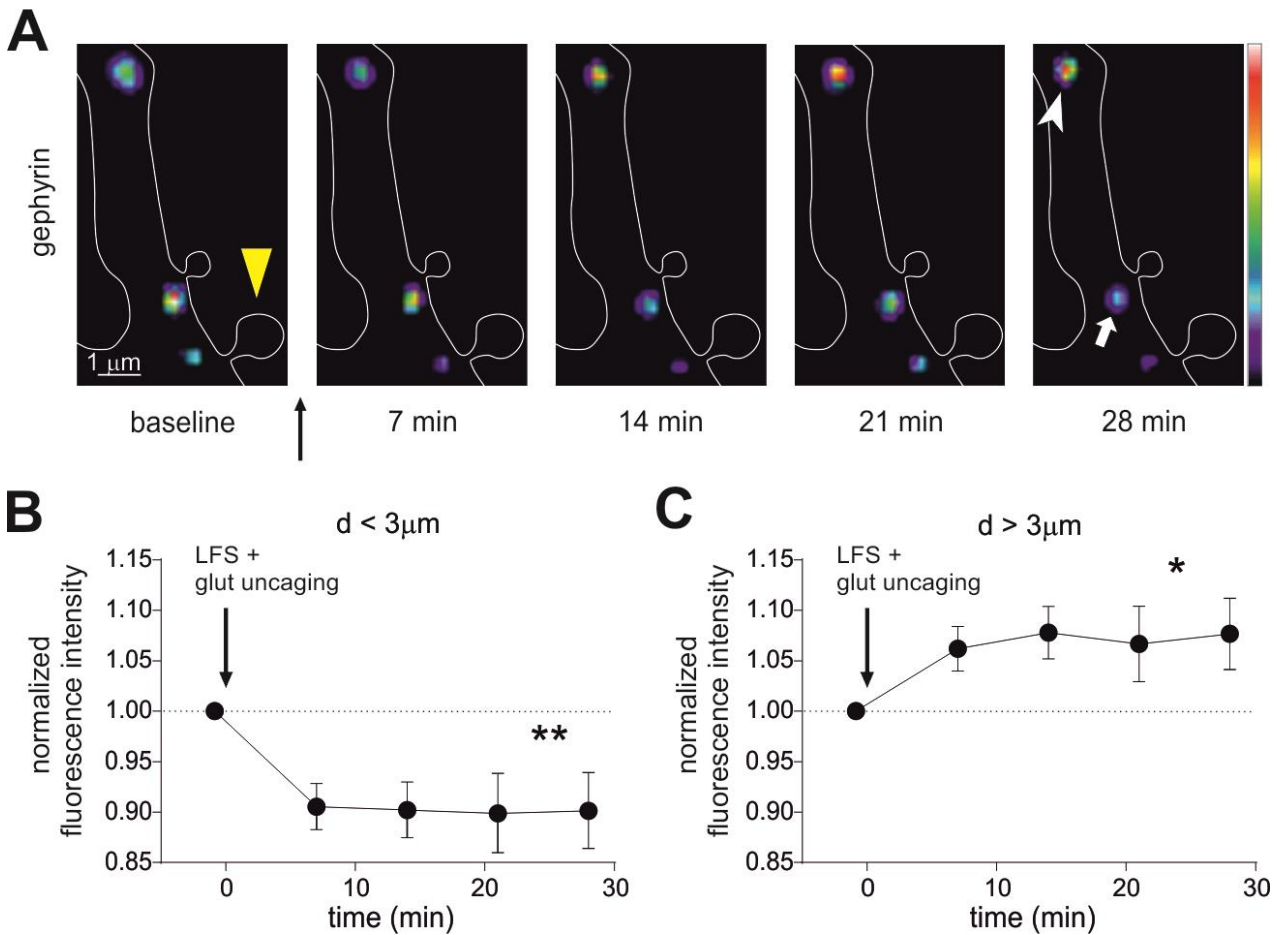 A
gephyrin
1 μm
baseline
7 min
14 min
21 min
28 min
B
d < 3μm
LFS +
glut uncaging
**
normalized
fluorescence intensity
1.15
1.10
1.05
1.00
0.95
0.90
0.85
0 10 20 30
time (min)
C
d > 3μm
LFS +
glut uncaging
*
normalized
fluorescence intensity
1.15
1.10
1.05
1.00
0.95
0.90
0.85
0 10 20 30
time (min)